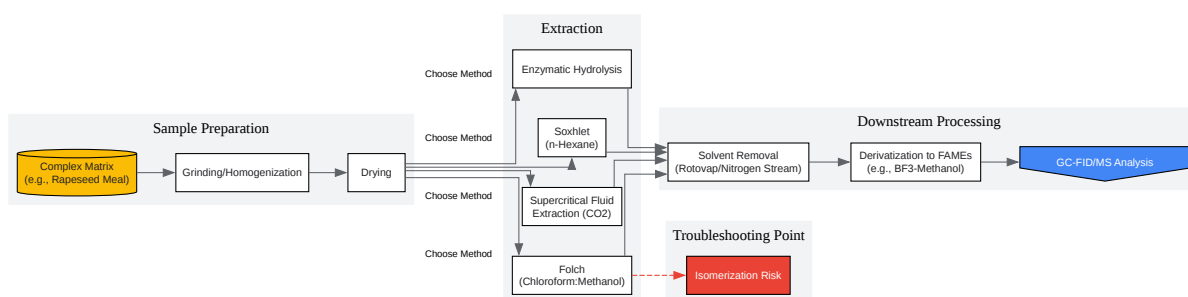 Extraction
Choose Method
Enzymatic Hydrolysis
Sample Preparation
Choose Method
Soxhlet
(n-Hexane)
Downstream Processing
Complex Matrix
(e.g., Rapeseed Meal)
Grinding/Homogenization
Drying
Solvent Removal
(Rotovap/Nitrogen Stream)
Derivatization to FAMEs
(e.g., BF3-Methanol)
GC-FID/MS Analysis
Choose Method
Supercritical Fluid
Extraction (CO2)
Troubleshooting Point
Choose Method
Folch
(Chloroform:Methanol)
Isomerization Risk